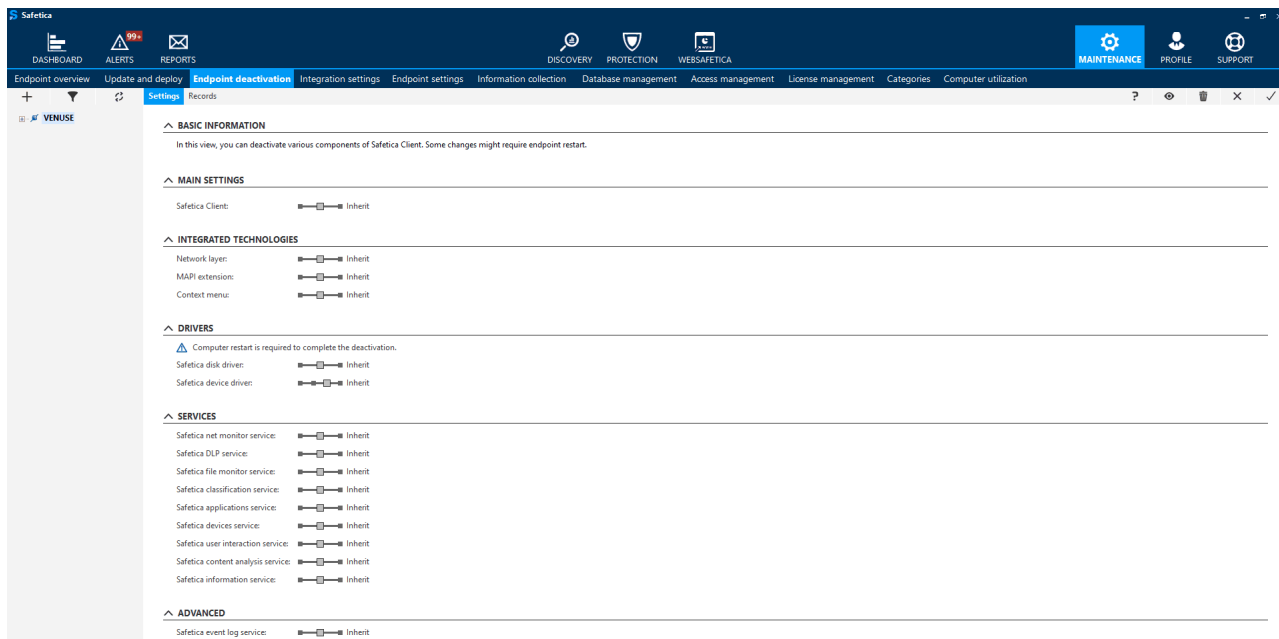 Safetica
99+
DASHBOARD ALERTS REPORTS DISCOVERY PROTECTION WEBSAFETICA MAINTENANCE PROFILE SUPPORT
Endpoint overview Update and deploy Endpoint deactivation Integration settings Endpoint settings Information collection Database management Access management License management Categories Computer utilization
Settings Records ?
VENUSE
BASIC INFORMATION
In this view, you can deactivate various components of Safetica Client. Some changes might require endpoint restart.
MAIN SETTINGS
Safetica Client: Inherit
INTEGRATED TECHNOLOGIES
Network layer: Inherit
MAPI extension: Inherit
Context menu: Inherit
DRIVERS
Computer restart is required to complete the deactivation.
Safetica disk driver: Inherit
Safetica device driver: Inherit
SERVICES
Safetica net monitor service: Inherit
Safetica DLP service: Inherit
Safetica file monitor service: Inherit
Safetica classification service: Inherit
Safetica applications service: Inherit
Safetica devices service: Inherit
Safetica user interaction service: Inherit
Safetica content analysis service: Inherit
Safetica information service: Inherit
ADVANCED
Safetica event log service: Inherit